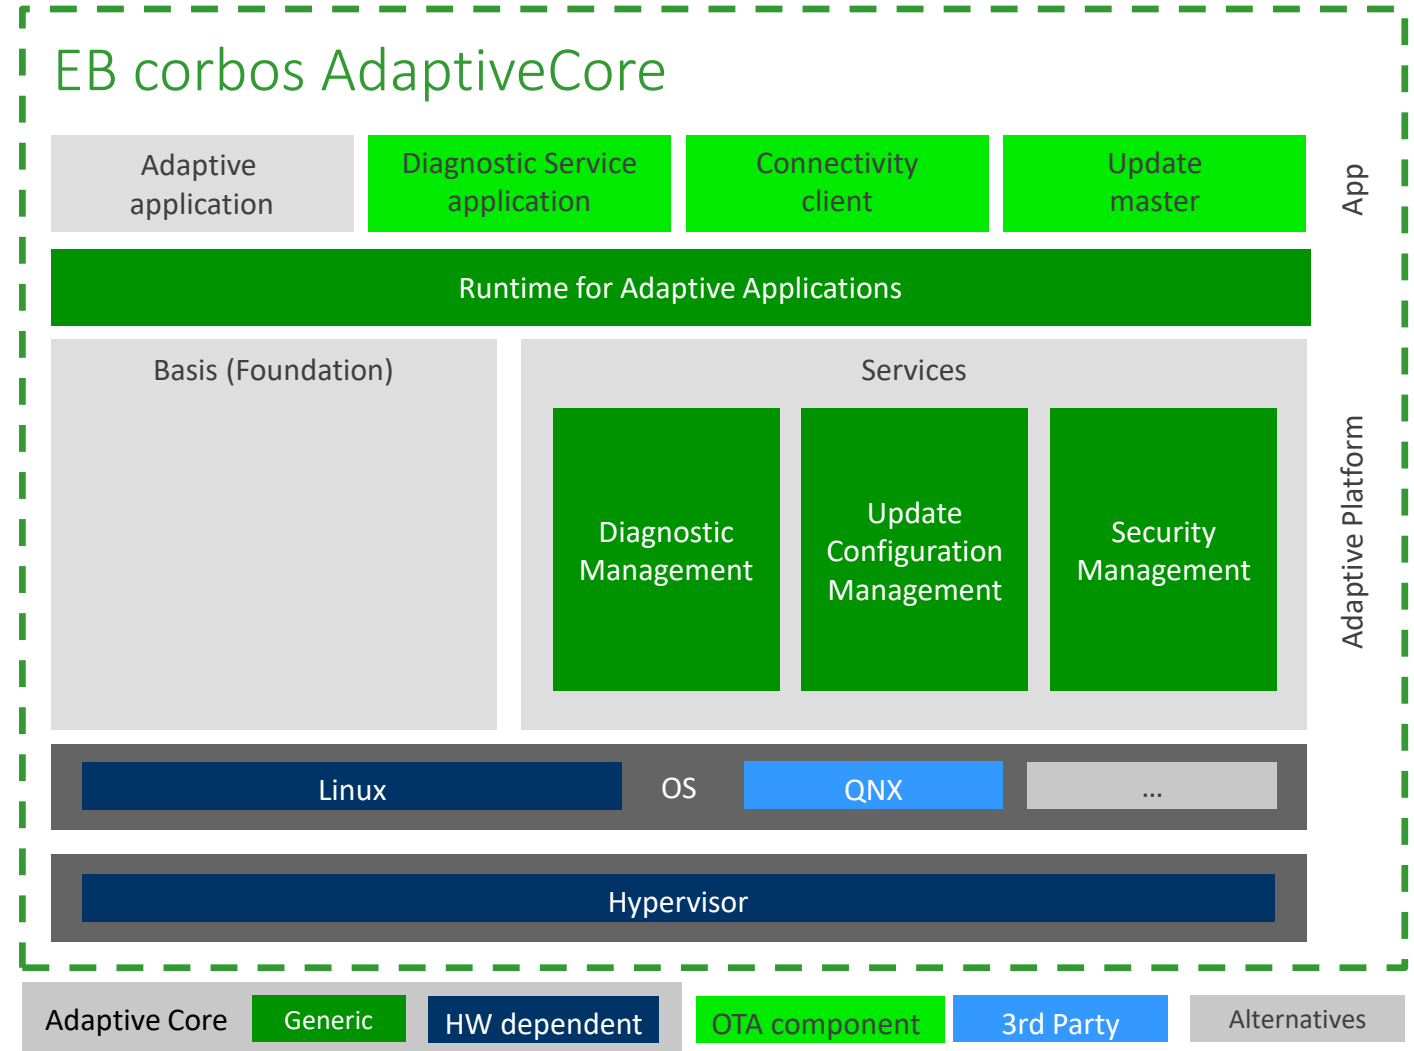 EB corbos AdaptiveCore
Adaptive
application
Diagnostic Service
application
Connectivity
client
Update
master
App
Runtime for Adaptive Applications
Basis (Foundation)
Services
Diagnostic
Management
Update
Configuration
Management
Security
Management
Adaptive Platform
Linux
OS
QNX
...
Hypervisor
Adaptive Core
Generic
HW dependent
OTA component
3rd Party
Alternatives